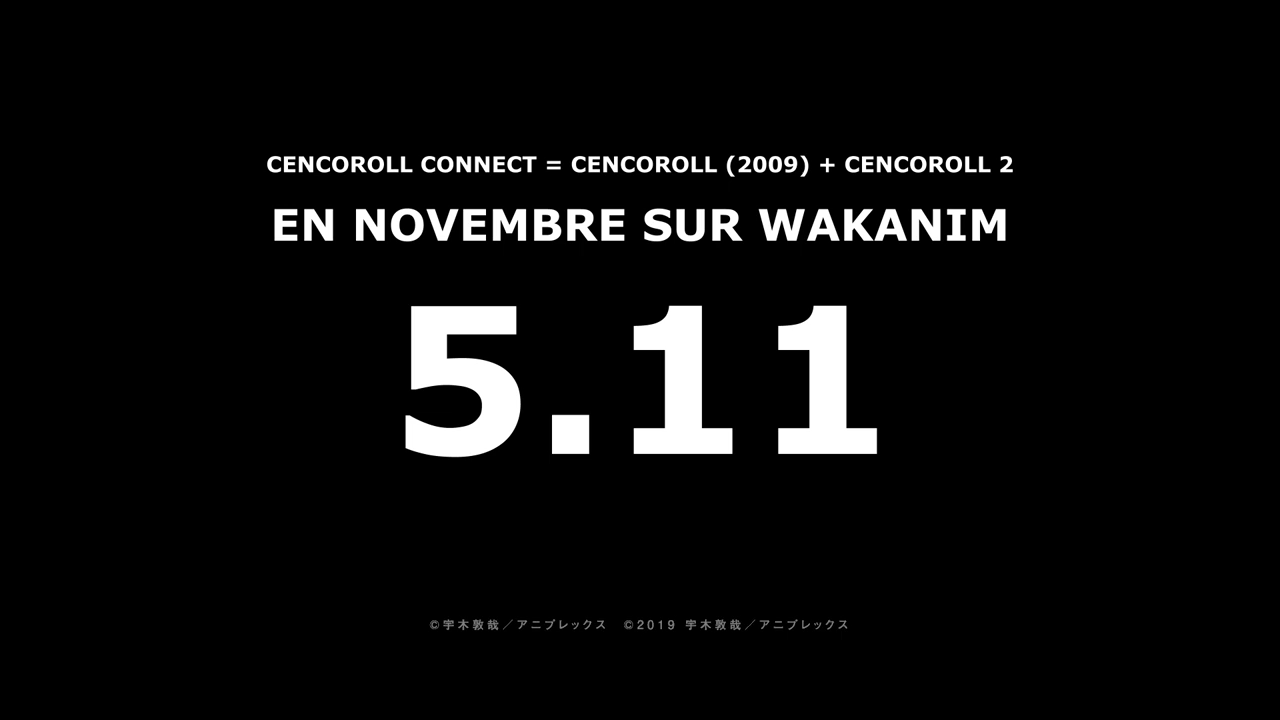 CENCOROLL CONNECT = CENCOROLL (2009) + CENCOROLL 2
EN NOVEMBRE SUR WAKANIM
5.11
©宇木敦哉／アニプレックス　©2019 宇木敦哉／アニプレックス